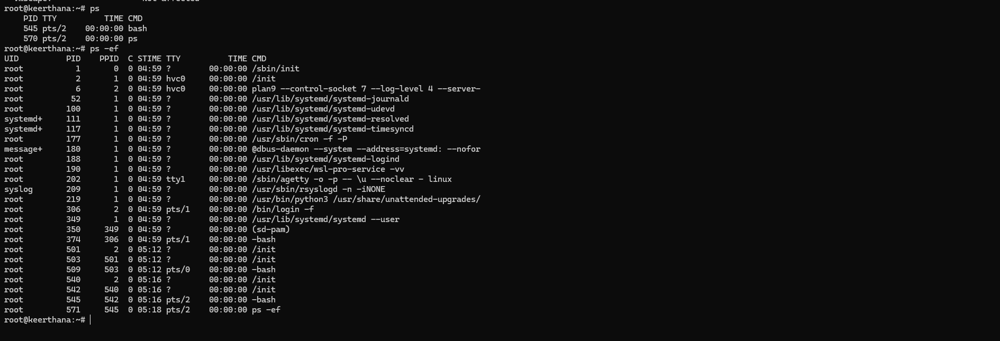 root@keerthana:~# ps
    PID TTY          TIME CMD
    545 pts/2    00:00:00 bash
    570 pts/2    00:00:00 ps
root@keerthana:~# ps -ef
UID          PID    PPID  C STIME TTY          TIME CMD
root           1       0  0 04:59 ?        00:00:00 /sbin/init
root           2       1  0 04:59 hvc0     00:00:00 /init
root           6       2  0 04:59 hvc0     00:00:00 plan9 --control-socket 7 --log-level 4 --server-
root          52       1  0 04:59 ?        00:00:00 /usr/lib/systemd/systemd-journald
root         100       1  0 04:59 ?        00:00:00 /usr/lib/systemd/systemd-udevd
systemd+     111       1  0 04:59 ?        00:00:00 /usr/lib/systemd/systemd-resolved
systemd+     117       1  0 04:59 ?        00:00:00 /usr/lib/systemd/systemd-timesyncd
root         177       1  0 04:59 ?        00:00:00 /usr/sbin/cron -f -P
message+     180       1  0 04:59 ?        00:00:00 @dbus-daemon --system --address=systemd: --nofor
root         188       1  0 04:59 ?        00:00:00 /usr/lib/systemd/systemd-logind
root         190       1  0 04:59 ?        00:00:00 /usr/libexec/wsl-pro-service -vv
root         202       1  0 04:59 tty1     00:00:00 /sbin/agetty -o -p -- \u --noclear - linux
syslog       209       1  0 04:59 ?        00:00:00 /usr/sbin/rsyslogd -n -iNONE
root         219       1  0 04:59 ?        00:00:00 /usr/bin/python3 /usr/share/unattended-upgrades/
root         306       2  0 04:59 pts/1    00:00:00 /bin/login -f
root         349       1  0 04:59 ?        00:00:00 /usr/lib/systemd/systemd --user
root         350     349  0 04:59 ?        00:00:00 (sd-pam)
root         374     306  0 04:59 pts/1    00:00:00 -bash
root         501       2  0 05:12 ?        00:00:00 /init
root         503     501  0 05:12 ?        00:00:00 /init
root         509     503  0 05:12 pts/0    00:00:00 -bash
root         540       2  0 05:16 ?        00:00:00 /init
root         542     540  0 05:16 ?        00:00:00 /init
root         545     542  0 05:16 pts/2    00:00:00 -bash
root         571     545  0 05:18 pts/2    00:00:00 ps -ef
root@keerthana:~#